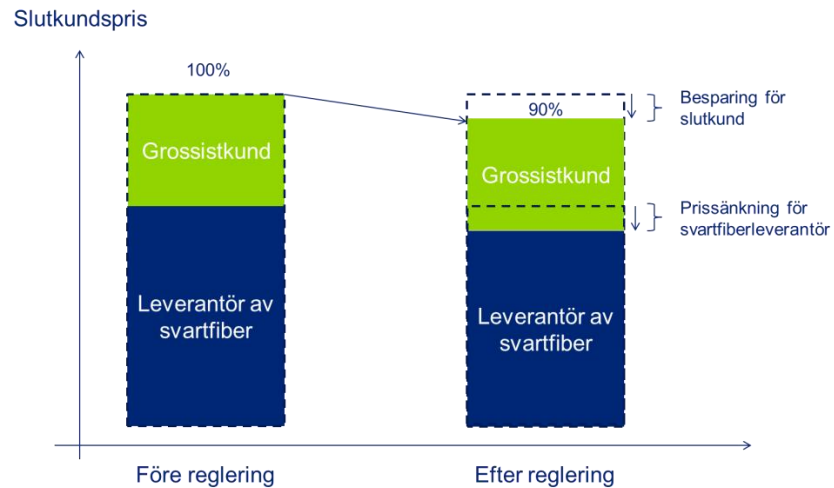 Slutkundspris
100%
90%
Besparing för
slutkund
Grossistkund
Grossistkund
Prissänkning för
svartfiberleverantör
Leverantör av
svartfiber
Leverantör av
svartfiber
Före reglering
Efter reglering